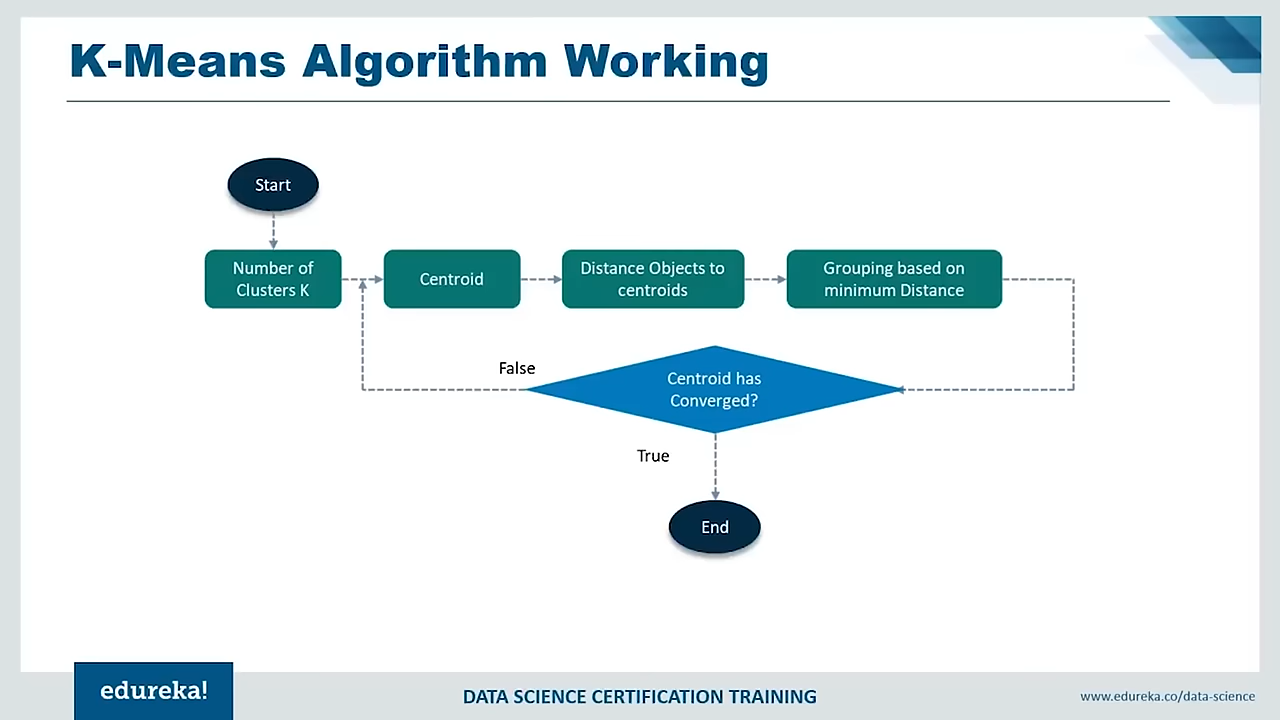 K-Means Algorithm Working
Start
Number of
Clusters K
Centroid
Distance Objects to
centroids
Grouping based on
minimum Distance
False
Centroid has
Converged?
True
End
edureka!
DATA SCIENCE CERTIFICATION TRAINING
www.edureka.co/data-science